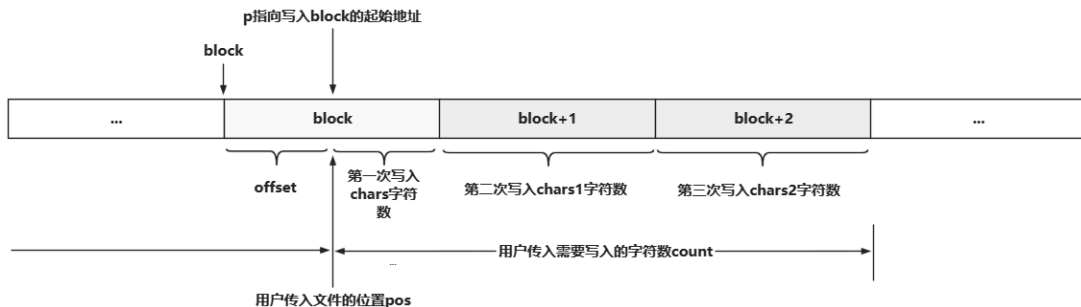 p指向写入block的起始地址
block
...
block
block+1
block+2
...
offset
第一次写入
chars字符
数
第二次写入chars1字符数
第三次写入chars2字符数
用户传入需要写入的字符数count
...
用户传入文件的位置pos